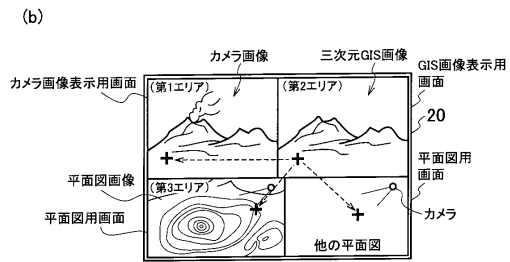 (b)
カメラ画像
三次元GIS画像
カメラ画像表示用画面
(第1エリア)
(第2エリア)
GIS画像表示用
画面
20
平面図用
画面
平面図画像
(第3エリア)
平面図用画面
カメラ
他の平面図